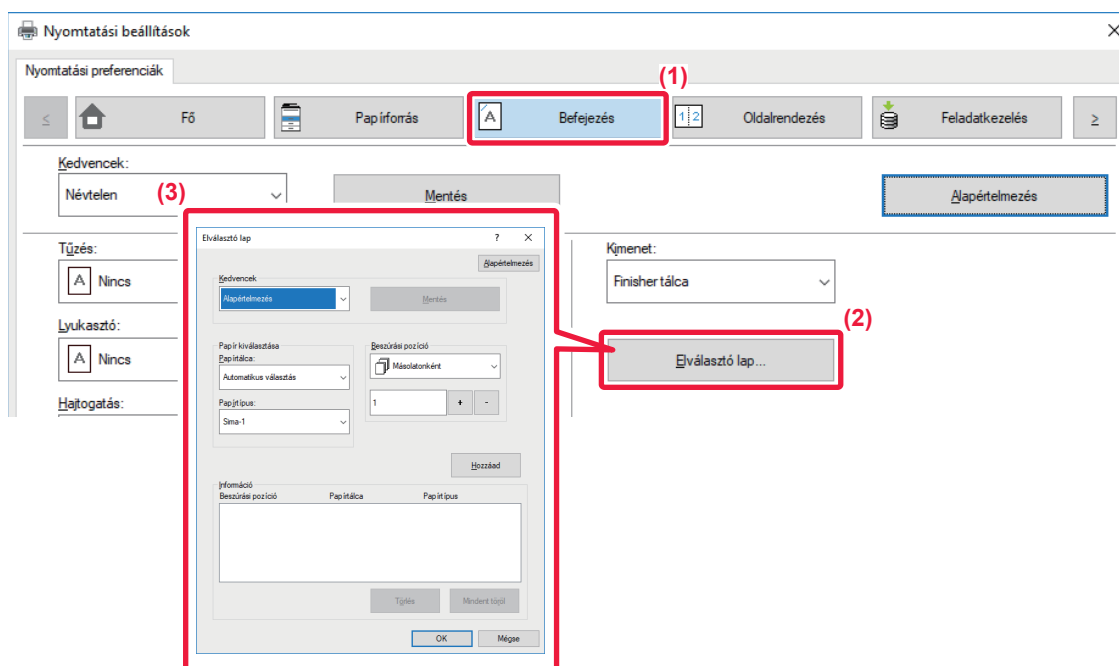 Nyomtatási beállítások
Nyomtatási preferenciák
(1)
<
Fő
Papírforrás
A
Befejezés
1 2
Oldalrendezés
Feladatkezelés
>
Kedvencek:
Névtelen
(3)
Mentés
Alapértelmezés
Tűzés:
A
Nincs
Lyukasztó:
A
Nincs
Hajtogatás:
Elválasztó lap
?
Alapértelmezés
Kedvencek
Alapértelmezés
Mentés
Papír kiválasztása
Papírtálca:
Automatikus választás
Papírtípus:
Sima-1
Beszúrási pozíció
Másolatonként
1
+ -
Hozzáad
Információ
Beszúrási pozíció Papírtálca Papírtípus
Törlés
Mindent töröl
OK
Mégse
Kimenet:
Finisher tálca
(2)
Elválasztó lap...